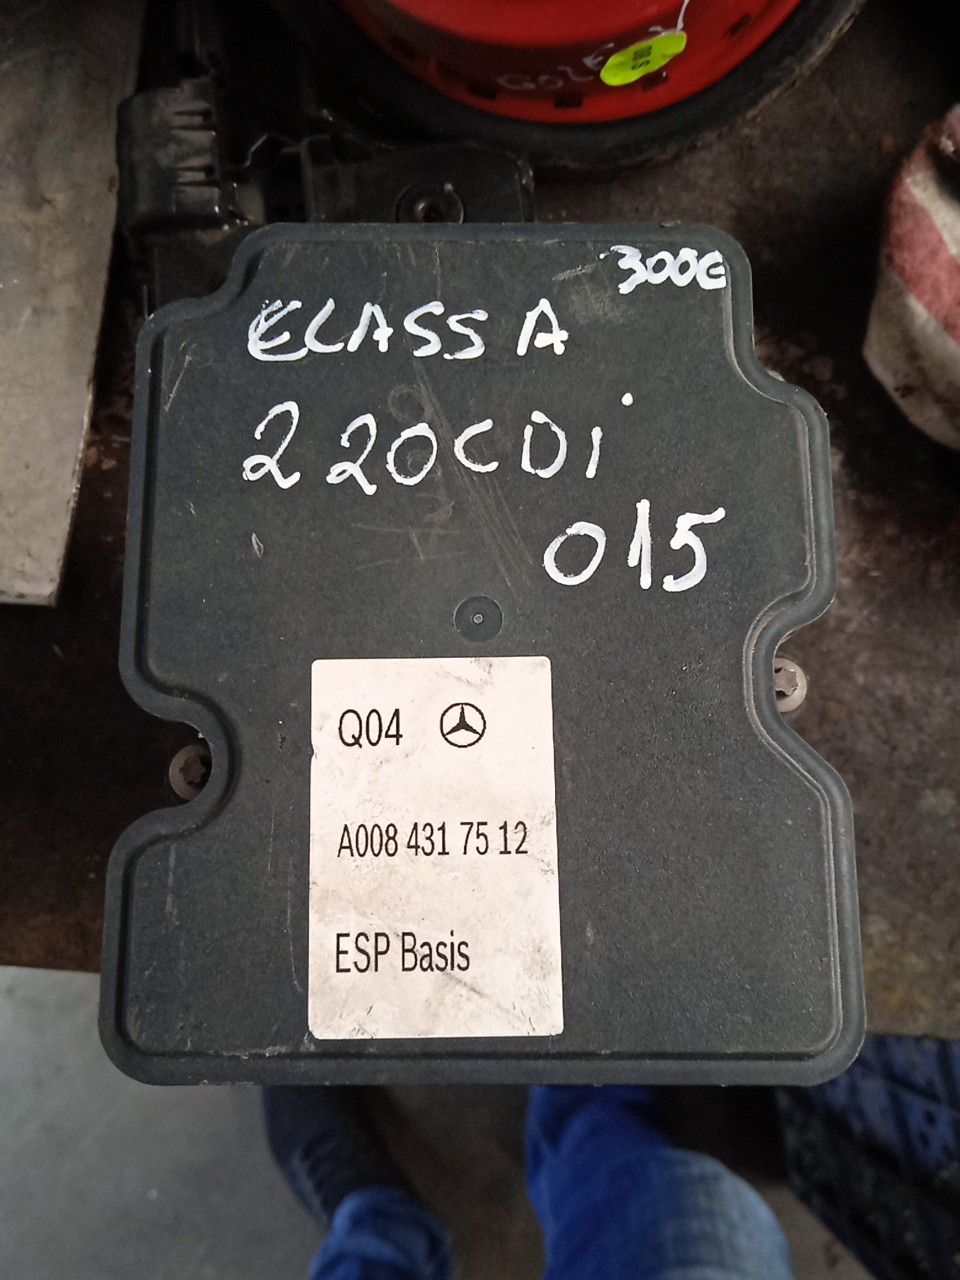 300€
CLASS A
220CDi
015
Q04
A008 431 75 12
ESP Basis